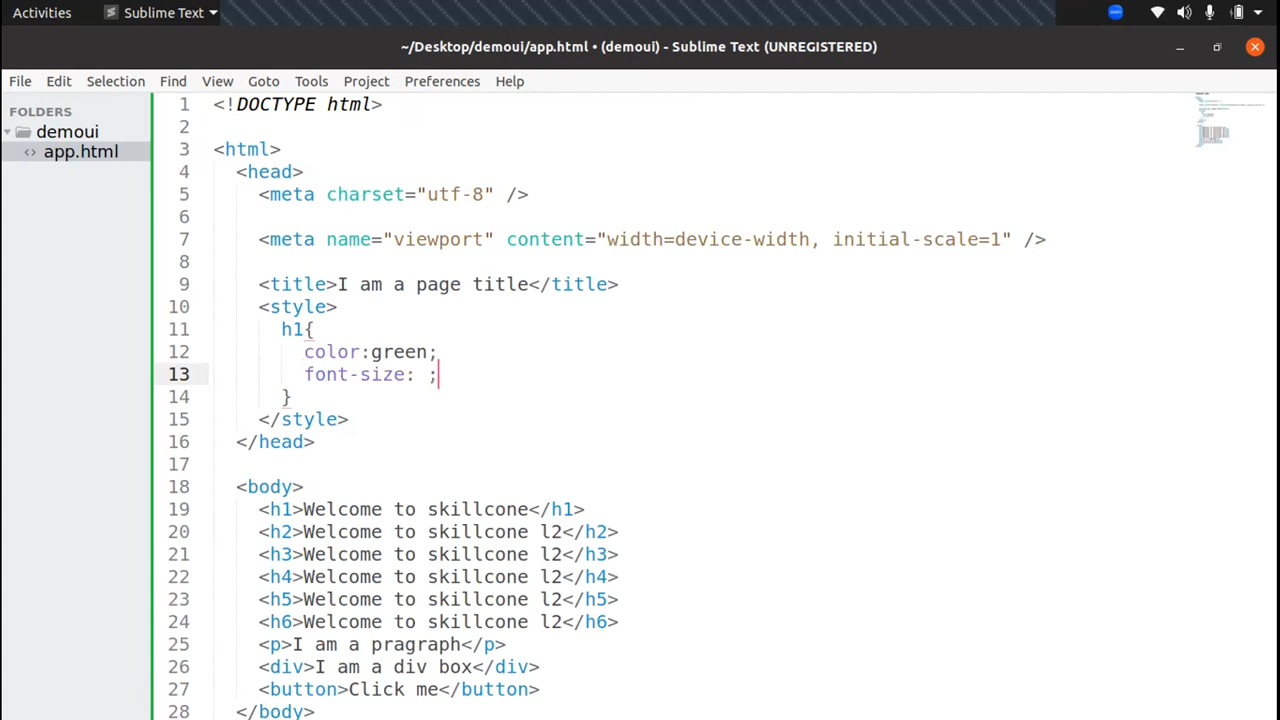 Activities
Sublime Text
zoom
~/Desktop/demoui/app.html • (demoui) - Sublime Text (UNREGISTERED)
File Edit Selection View Find Goto Tools Project Preferences Help
FOLDERS
demoui
<> app.html
1 <!DOCTYPE html>
2
3 <html>
4 <head>
5 <meta charset="utf-8" />
6
7 <meta name="viewport" content="width=device-width, initial-scale=1" />
8
9 <title>I am a page title</title>
10 <style>
11 h1{
12 color:green;
13 font-size: ;
14 }
15 </style>
16 </head>
17
18 <body>
19 <h1>Welcome to skillcone</h1>
20 <h2>Welcome to skillcone l2</h2>
21 <h3>Welcome to skillcone l2</h3>
22 <h4>Welcome to skillcone l2</h4>
23 <h5>Welcome to skillcone l2</h5>
24 <h6>Welcome to skillcone l2</h6>
25 <p>I am a pragraph</p>
26 <div>I am a div box</div>
27 <button>Click me</button>
28 </body>